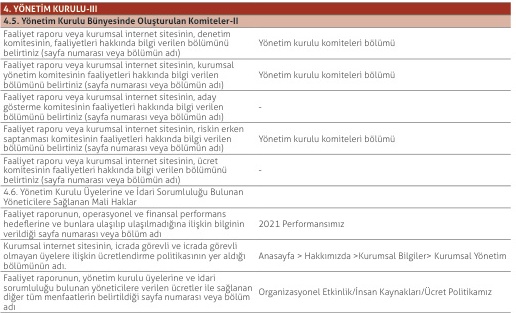 4. YÖNETİM KURULU-III
4.5. Yönetim Kurulu Bünyesinde Oluşturulan Komiteler-II
Faaliyet raporu veya kurumsal internet sitesinin, denetim
komitesinin, faaliyetleri hakkında bilgi verilen bölümünü
belirtiniz (sayfa numarası veya bölüm adı)
Yönetim kurulu komiteleri bölümü
Faaliyet raporu veya kurumsal internet sitesinin, kurumsal
yönetim komitesinin faaliyetleri hakkında bilgi verilen
bölümünü belirtiniz (sayfa numarası veya bölüm adı)
Yönetim kurulu komiteleri bölümü
Faaliyet raporu veya kurumsal internet sitesinin, aday
gösterme komitesinin faaliyetleri hakkında bilgi verilen
bölümünü belirtiniz (sayfa numarası veya bölüm adı)
-
Faaliyet raporu veya kurumsal internet sitesinin, riskin erken
saptanması komitesinin faaliyetleri hakkında bilgi verilen
bölümünü belirtiniz (sayfa numarası veya bölüm adı)
Yönetim kurulu komiteleri bölümü
Faaliyet raporu veya kurumsal internet sitesinin, ücret
komitesinin faaliyetleri hakkında bilgi verilen bölümünü
belirtiniz (sayfa numarası veya bölüm adı)
-
4.6. Yönetim Kurulu Üyelerine ve İdari Sorumluluğu Bulunan
Yöneticilere Sağlanan Mali Haklar
Faaliyet raporunun, operasyonel ve finansal performans
hedeflerine ve bunlara ulaşılıp ulaşılmadığına ilişkin bilginin
verildiği sayfa numarası veya bölüm adı
2021 Performansımız
Kurumsal internet sitesinin, icrada görevli ve icrada görevli
olmayan üyelere ilişkin ücretlendirme politikasının yer aldığı
bölümünün adı.
Anasayfa > Hakkımızda >Kurumsal Bilgiler> Kurumsal Yönetim
Faaliyet raporunun, yönetim kurulu üyelerine ve idari
sorumluluğu bulunan yöneticilere verilen ücretler ile sağlanan
diğer tüm menfaatlerin belirtildiği sayfa numarası veya bölüm
adı
Organizasyonel Etkinlik/İnsan Kaynakları/Ücret Politikamız